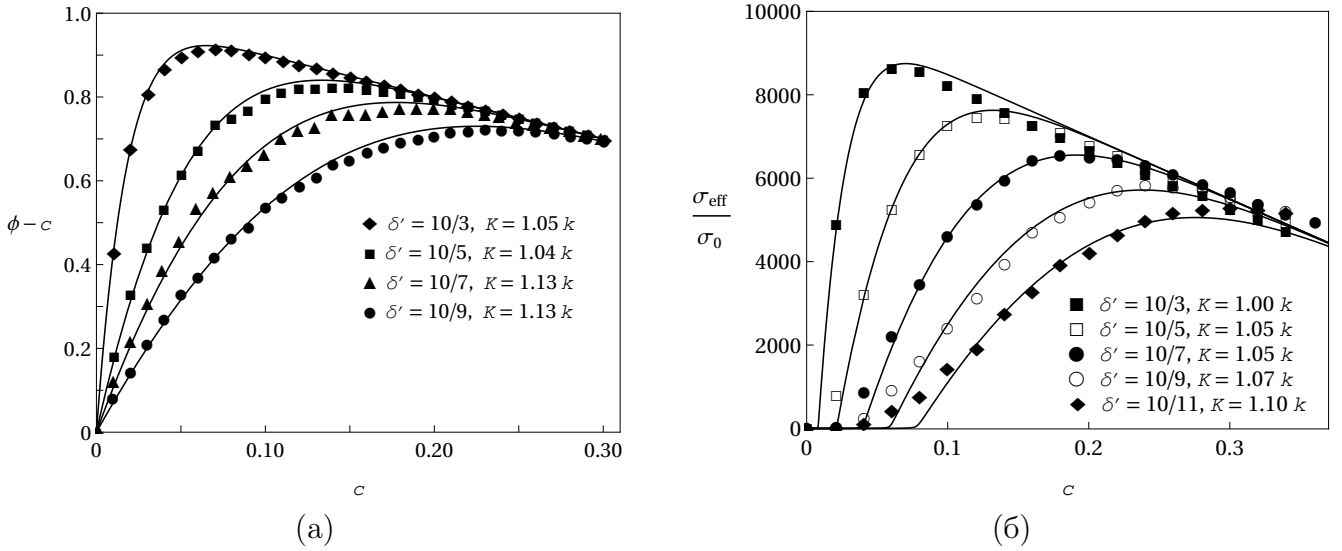 1.0
0.8
0.6
ϕ − c
0.4
0.2
0
0
0.10
0.20
0.30
c
δ′ = 10/3, K = 1.05 k
δ′ = 10/5, K = 1.04 k
δ′ = 10/7, K = 1.13 k
δ′ = 10/9, K = 1.13 k
(а)
10000
8000
6000
σeff
σ0
4000
2000
0
0
0.1
0.2
0.3
c
δ′ = 10/3, K = 1.00 k
δ′ = 10/5, K = 1.05 k
δ′ = 10/7, K = 1.05 k
δ′ = 10/9, K = 1.07 k
δ′ = 10/11, K = 1.10 k
(б)